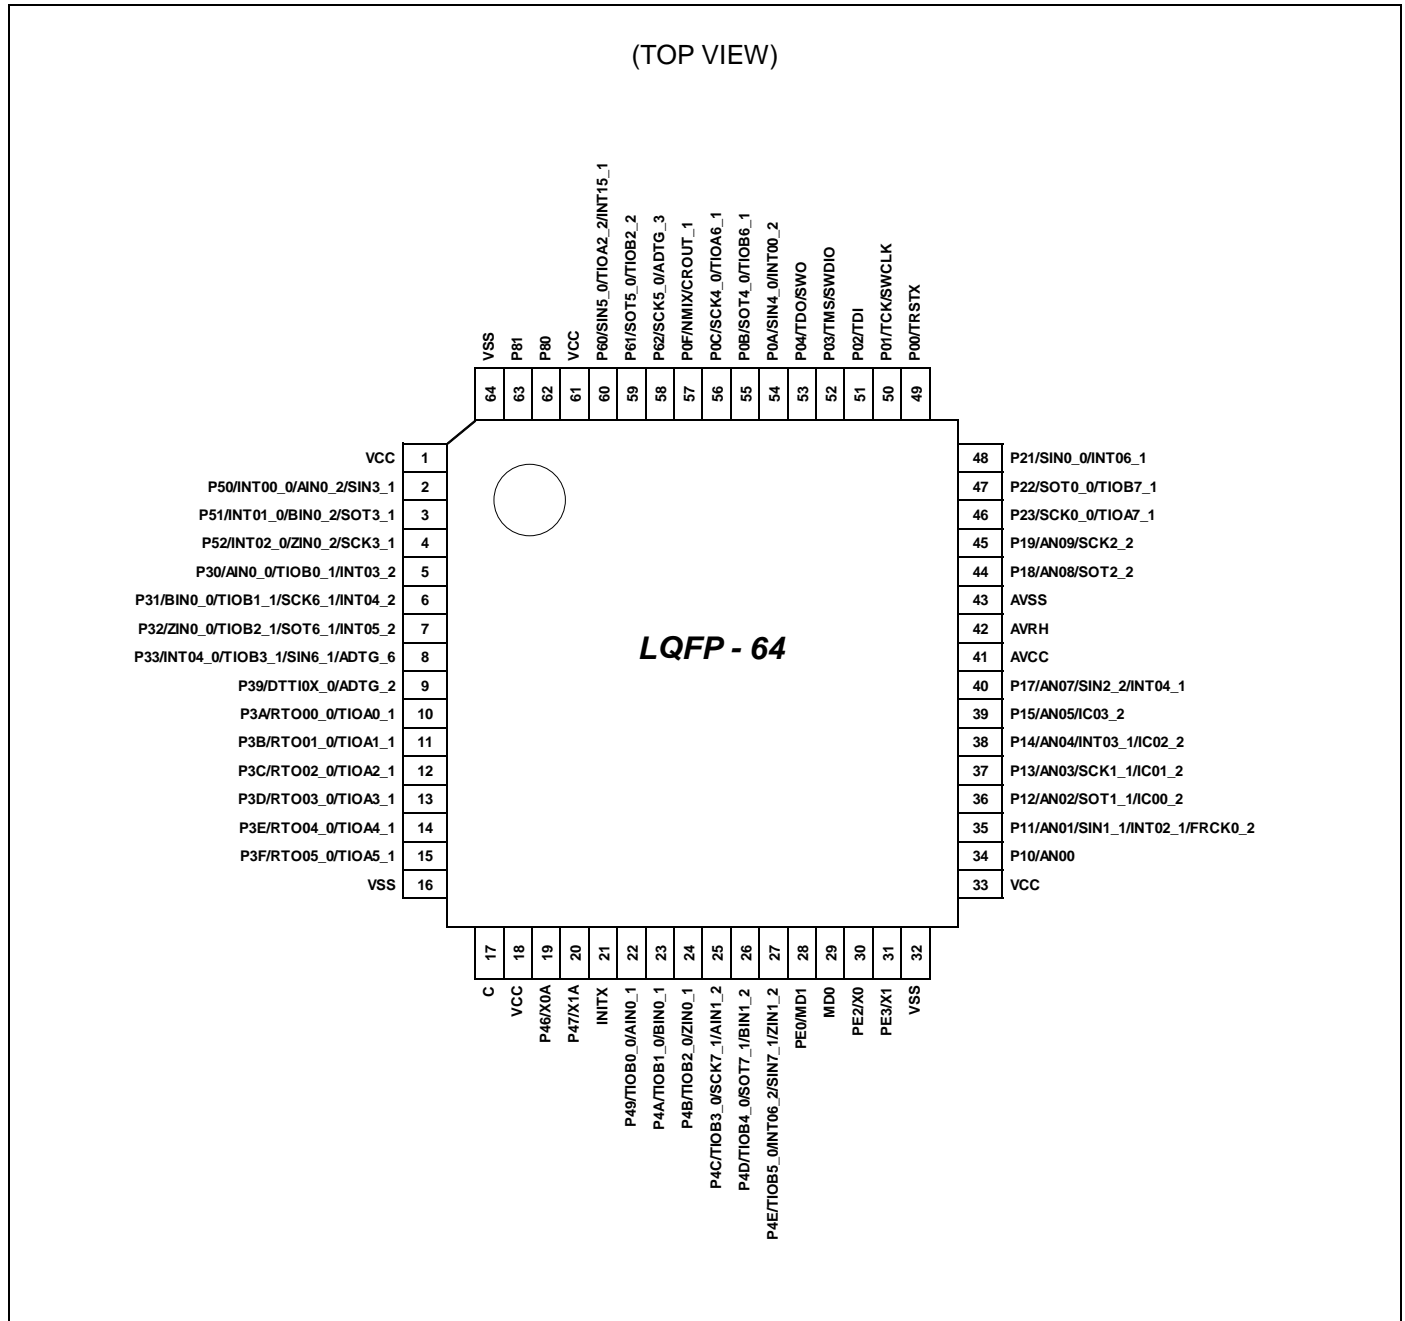 (TOP VIEW)
VSS
P81
P80
VCC
P60/SIN5_0/TIOA2_2/INT15_1
P61/SOT5_0/TIOB2_2
P62/SCK5_0/ADTG_3
P0F/NMIX/CROUT_1
P0C/SCK4_0/TIOA6_1
P0B/SOT4_0/TIOB6_1
P0A/SIN4_0/INT00_2
P04/TDO/SWO
P03/TMS/SWDIO
P02/TDI
P01/TCK/SWCLK
P00/TRSTX
64 63 62 61 60 59 58 57 56 55 54 53 52 51 50 49
VCC 1
P50/INT00_0/AIN0_2/SIN3_1 2
P51/INT01_0/BIN0_2/SOT3_1 3
P52/INT02_0/ZIN0_2/SCK3_1 4
P30/AIN0_0/TIOB0_1/INT03_2 5
P31/BIN0_0/TIOB1_1/SCK6_1/INT04_2 6
P32/ZIN0_0/TIOB2_1/SOT6_1/INT05_2 7
P33/INT04_0/TIOB3_1/SIN6_1/ADTG_6 8
P39/DTTI0X_0/ADTG_2 9
P3A/RTO00_0/TIOA0_1 10
P3B/RTO01_0/TIOA1_1 11
P3C/RTO02_0/TIOA2_1 12
P3D/RTO03_0/TIOA3_1 13
P3E/RTO04_0/TIOA4_1 14
P3F/RTO05_0/TIOA5_1 15
VSS 16
LQFP - 64
48 P21/SIN0_0/INT06_1
47 P22/SOT0_0/TIOB7_1
46 P23/SCK0_0/TIOA7_1
45 P19/AN09/SCK2_2
44 P18/AN08/SOT2_2
43 AVSS
42 AVRH
41 AVCC
40 P17/AN07/SIN2_2/INT04_1
39 P15/AN05/IC03_2
38 P14/AN04/INT03_1/IC02_2
37 P13/AN03/SCK1_1/IC01_2
36 P12/AN02/SOT1_1/IC00_2
35 P11/AN01/SIN1_1/INT02_1/FRCK0_2
34 P10/AN00
33 VCC
17 18 19 20 21 22 23 24 25 26 27 28 29 30 31 32
C
VCC
P46/X0A
P47/X1A
INITX
P49/TIOB0_0/AIN0_1
P4A/TIOB1_0/BIN0_1
P4B/TIOB2_0/ZIN0_1
P4C/TIOB3_0/SCK7_1/AIN1_2
P4D/TIOB4_0/SOT7_1/BIN1_2
P4E/TIOB5_0/INT06_2/SIN7_1/ZIN1_2
PE0/MD1
MD0
PE2/X0
PE3/X1
VSS